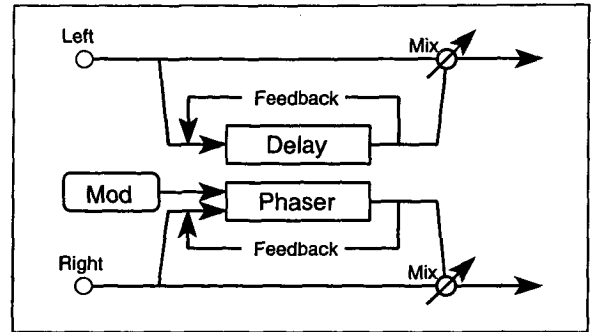 Left
Mix
Feedback
Delay
Mod
Phaser
Feedback
Right
Mix